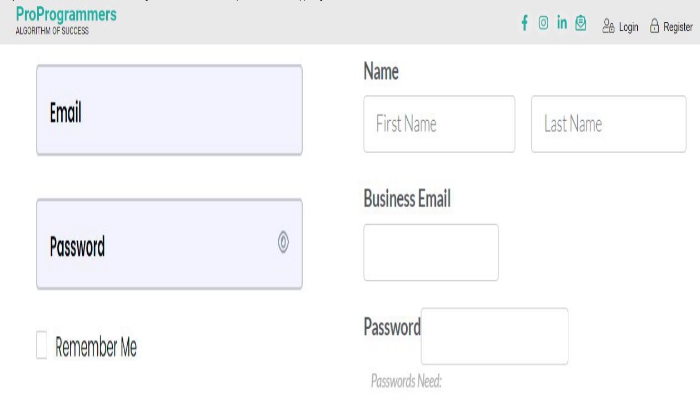 ProProgrammers
ALGORITHM OF SUCCESS
Login
Register
Email
Password
Remember Me
Name
First Name
Last Name
Business Email
Password
Passwords Need: